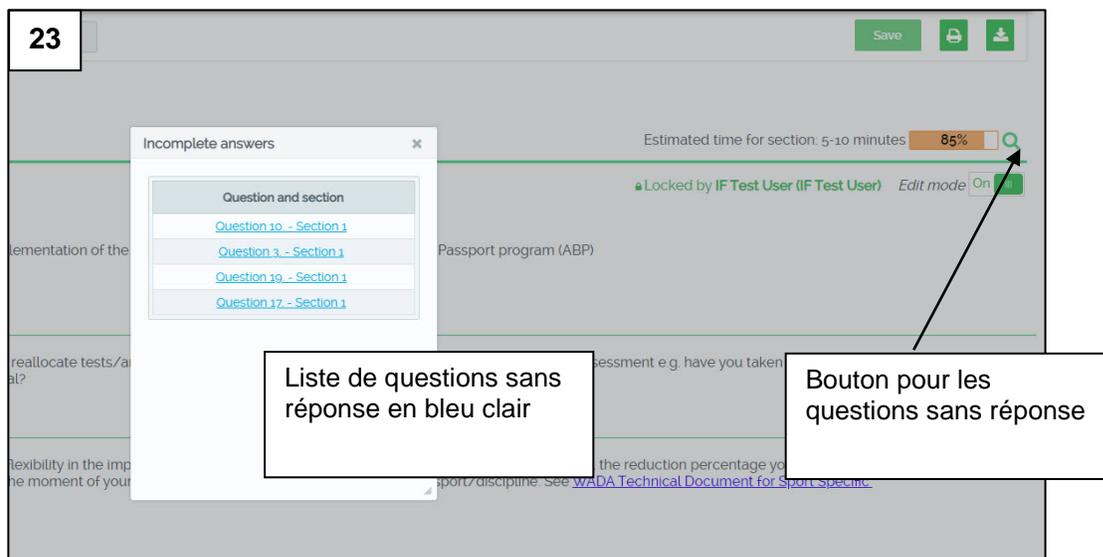 23
Save
Incomplete answers ×
Estimated time for section: 5-10 minutes 85%
Question and section
Locked by IF Test User (IF Test User) Edit mode On
Question 10. - Section 1
Question 3. - Section 1
Question 19. - Section 1
Question 17. - Section 1
lementation of the
Passport program (ABP)
reallocate tests/a
sessment e.g. have you taken
al?
Liste de questions sans
réponse en bleu clair
Bouton pour les
questions sans réponse
flexibility in the imp
the reduction percentage yo
he moment of your
sport/discipline. See WADA Technical Document for Sport Specific